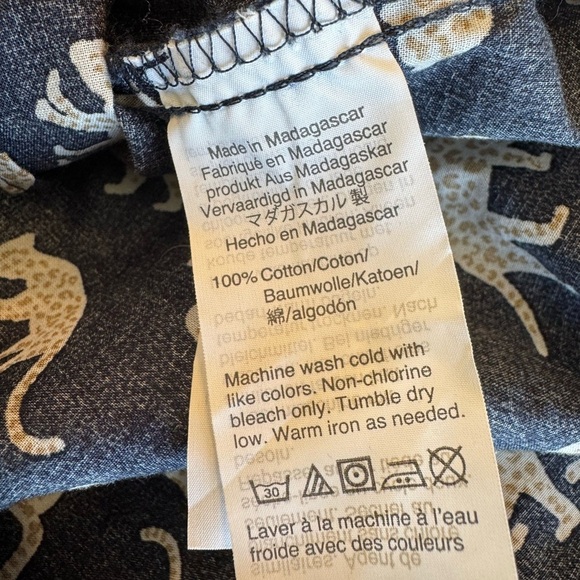 Made in Madagascar
Fabriqué en Madagascar
produkt Aus Madagaskar
Vervaardigd in Madagascar
マダガスカル 製
Hecho en Madagascar
100% Cotton/Coton/
Baumwolle/Katoen/
綿/algodón
Machine wash cold with
like colors. Non-chlorine
bleach only. Tumble dry
low. Warm iron as needed.
30
Laver à la machine à l'eau
froide avec des couleurs